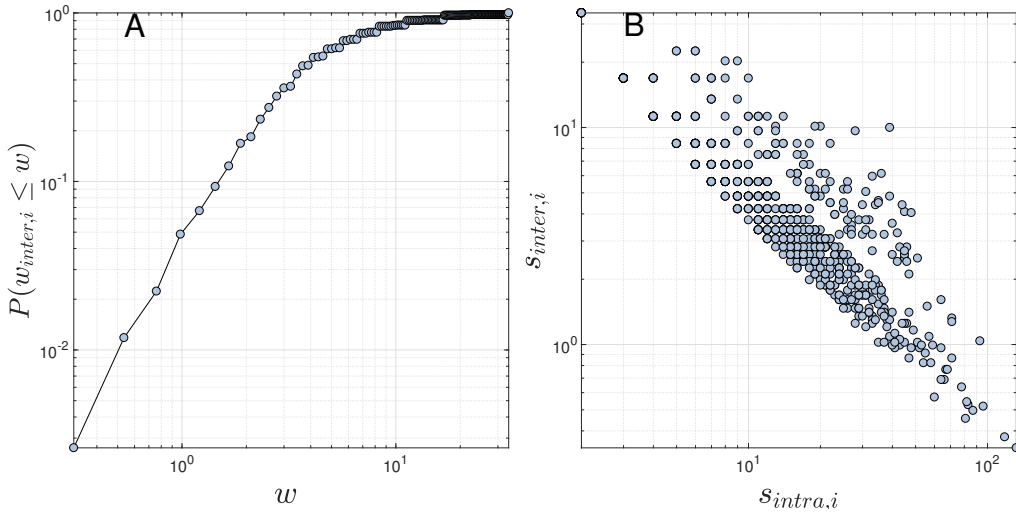 A
10^0
10^{-1}
10^{-2}
P(w_{inter,i} ≤ w)
10^0
10^1
w
B
10^1
10^0
s_{inter,i}
10^1
10^2
s_{intra,i}